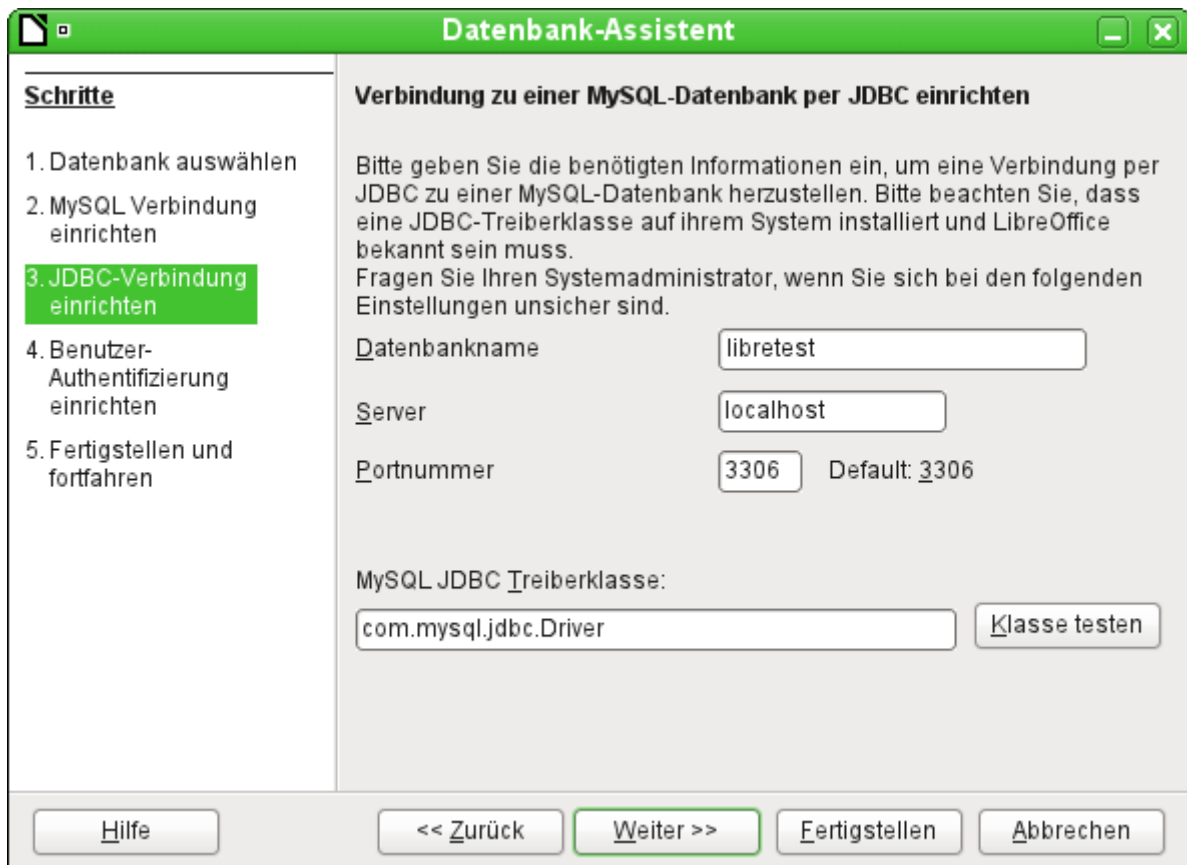 Datenbank-Assistent
Schritte
1. Datenbank auswählen
2. MySQL Verbindung
einrichten
3. JDBC-Verbindung
einrichten
4. Benutzer-
Authentifizierung
einrichten
5. Fertigstellen und
fortfahren
Verbindung zu einer MySQL-Datenbank per JDBC einrichten
Bitte geben Sie die benötigten Informationen ein, um eine Verbindung per
JDBC zu einer MySQL-Datenbank herzustellen. Bitte beachten Sie, dass
eine JDBC-Treiberklasse auf ihrem System installiert und LibreOffice
bekannt sein muss.
Fragen Sie Ihren Systemadministrator, wenn Sie sich bei den folgenden
Einstellungen unsicher sind.
Datenbankname libretest
Server localhost
Portnummer 3306 Default: 3306
MySQL JDBC Treiberklasse:
com.mysql.jdbc.Driver Klasse testen
Hilfe << Zurück Weiter >> Fertigstellen Abbrechen